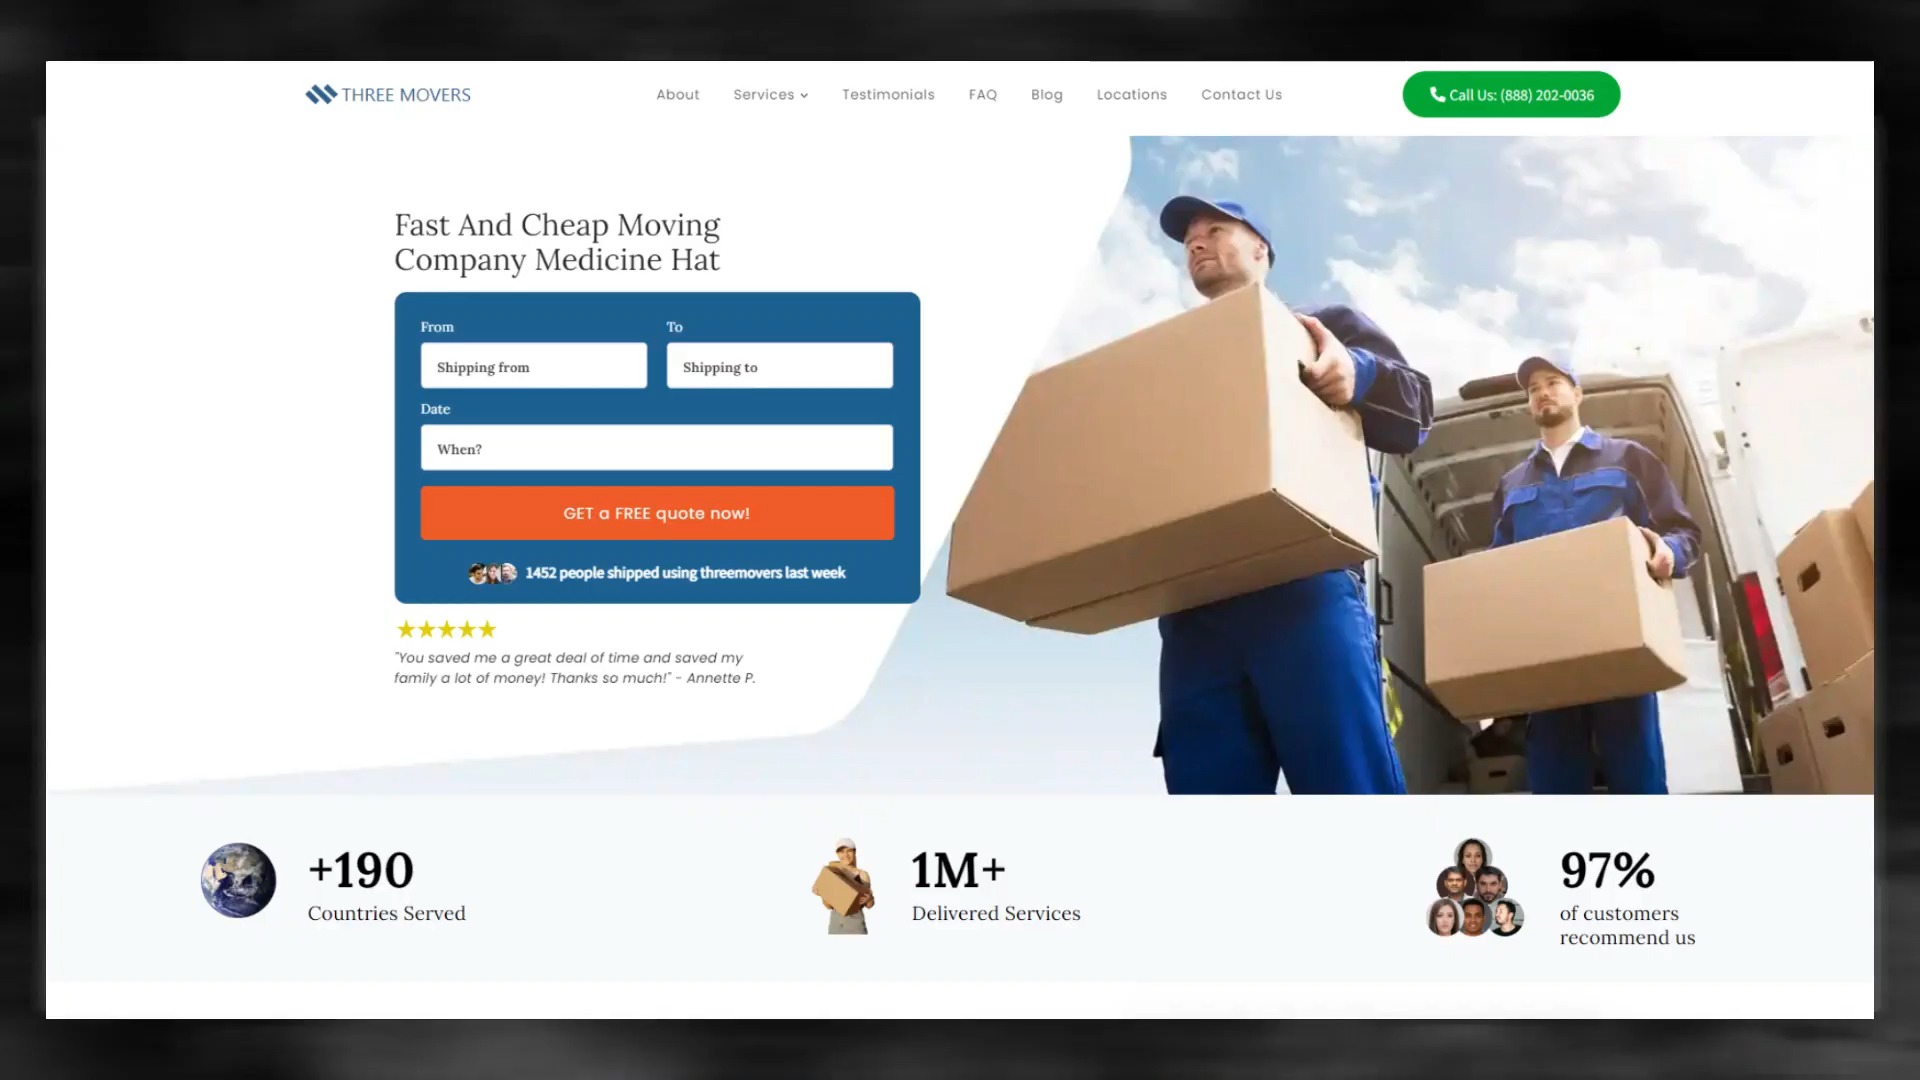 THREE MOVERS
About
Services
Testimonials
FAQ
Blog
Locations
Contact Us
Call Us: (888) 202-0036
Fast And Cheap Moving
Company Medicine Hat
From
To
Shipping from
Shipping to
Date
When?
GET a FREE quote now!
1452 people shipped using threemovers last week
"You saved me a great deal of time and saved my
family a lot of money! Thanks so much!" - Annette P.
+190
Countries Served
1M+
Delivered Services
97%
of customers
recommend us